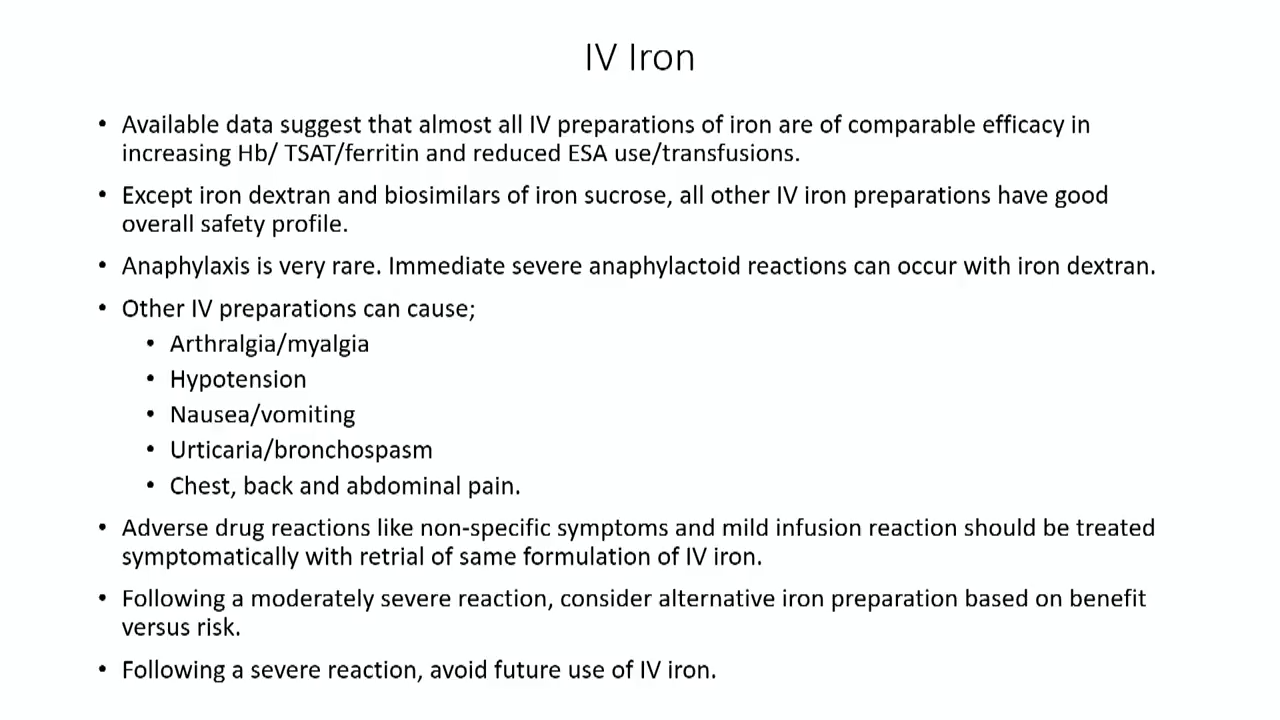 IV Iron
• Available data suggest that almost all IV preparations of iron are of comparable efficacy in
increasing Hb/ TSAT/ferritin and reduced ESA use/transfusions.
• Except iron dextran and biosimilars of iron sucrose, all other IV iron preparations have good
overall safety profile.
• Anaphylaxis is very rare. Immediate severe anaphylactoid reactions can occur with iron dextran.
• Other IV preparations can cause;
• Arthralgia/myalgia
• Hypotension
• Nausea/vomiting
• Urticaria/bronchospasm
• Chest, back and abdominal pain.
• Adverse drug reactions like non-specific symptoms and mild infusion reaction should be treated
symptomatically with retrial of same formulation of IV iron.
• Following a moderately severe reaction, consider alternative iron preparation based on benefit
versus risk.
• Following a severe reaction, avoid future use of IV iron.